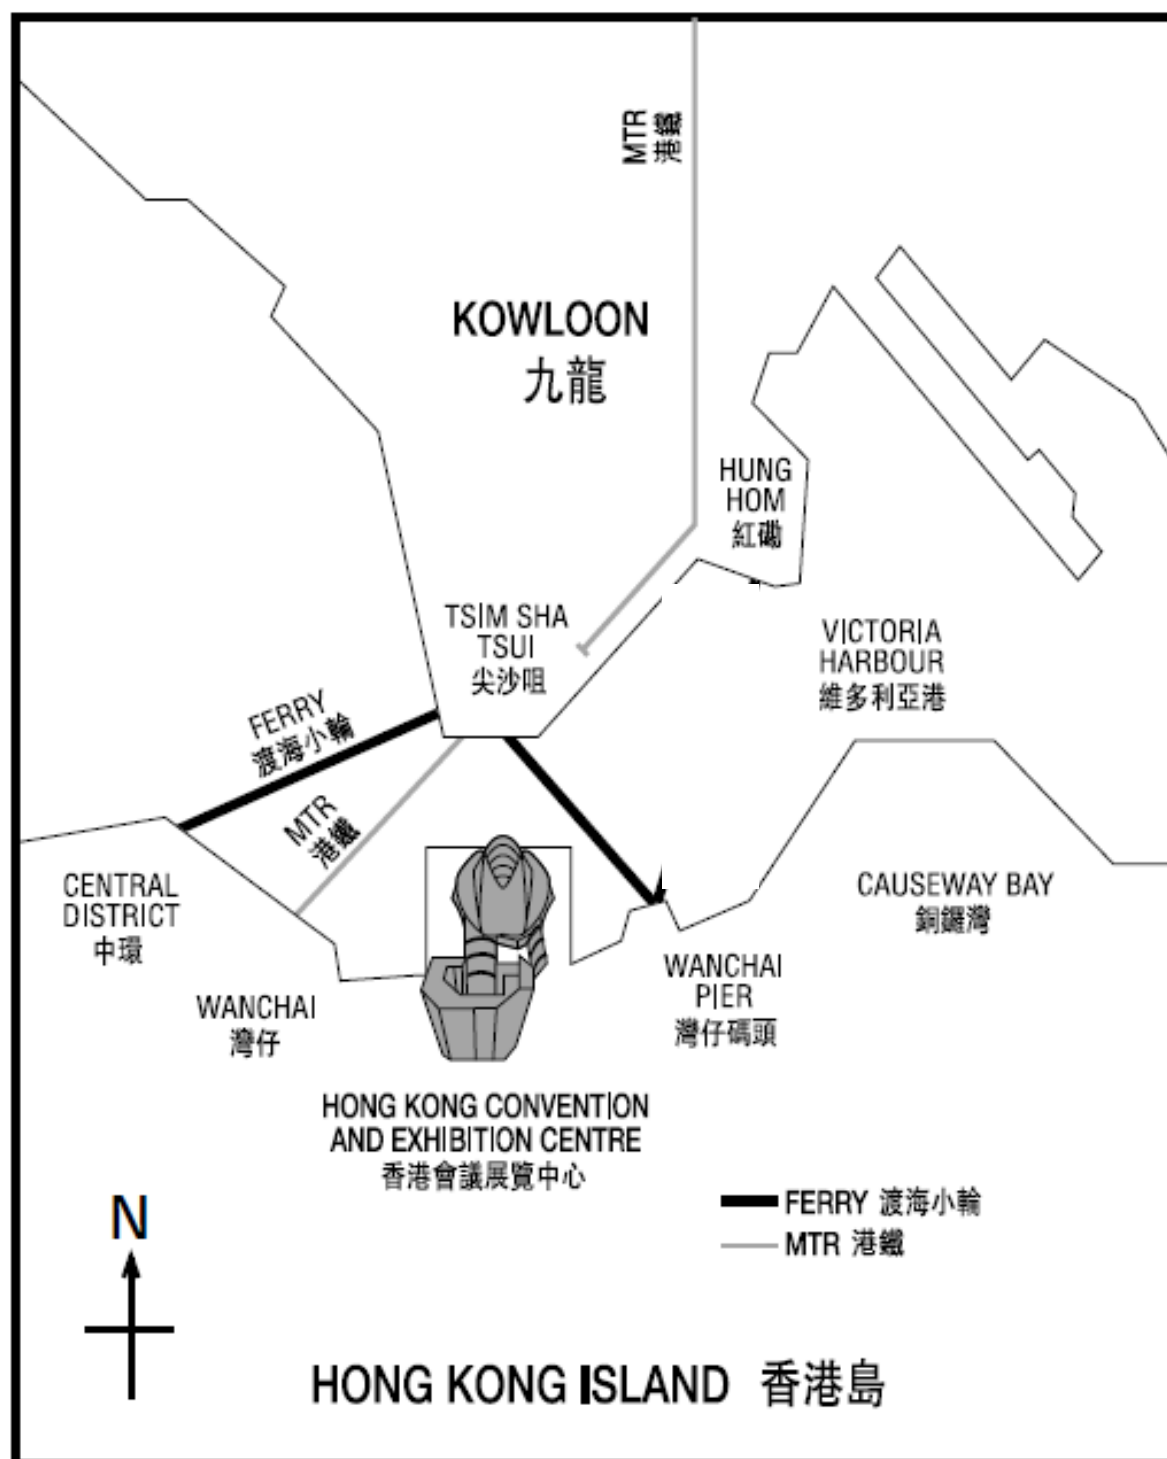 MTR
港鐵
KOWLOON
九龍
HUNG
HOM
紅磡
TSIM SHA
TSUI
尖沙咀
VICTORIA
HARBOUR
維多利亞港
FERRY
渡海小輪
MTR
港鐵
CENTRAL
DISTRICT
中環
CAUSEWAY BAY
銅鑼灣
WANCHAI
灣仔
WANCHAI
PIER
灣仔碼頭
HONG KONG CONVENTION
AND EXHIBITION CENTRE
香港會議展覽中心
FERRY 渡海小輪
MTR 港鐵
N
HONG KONG ISLAND 香港島